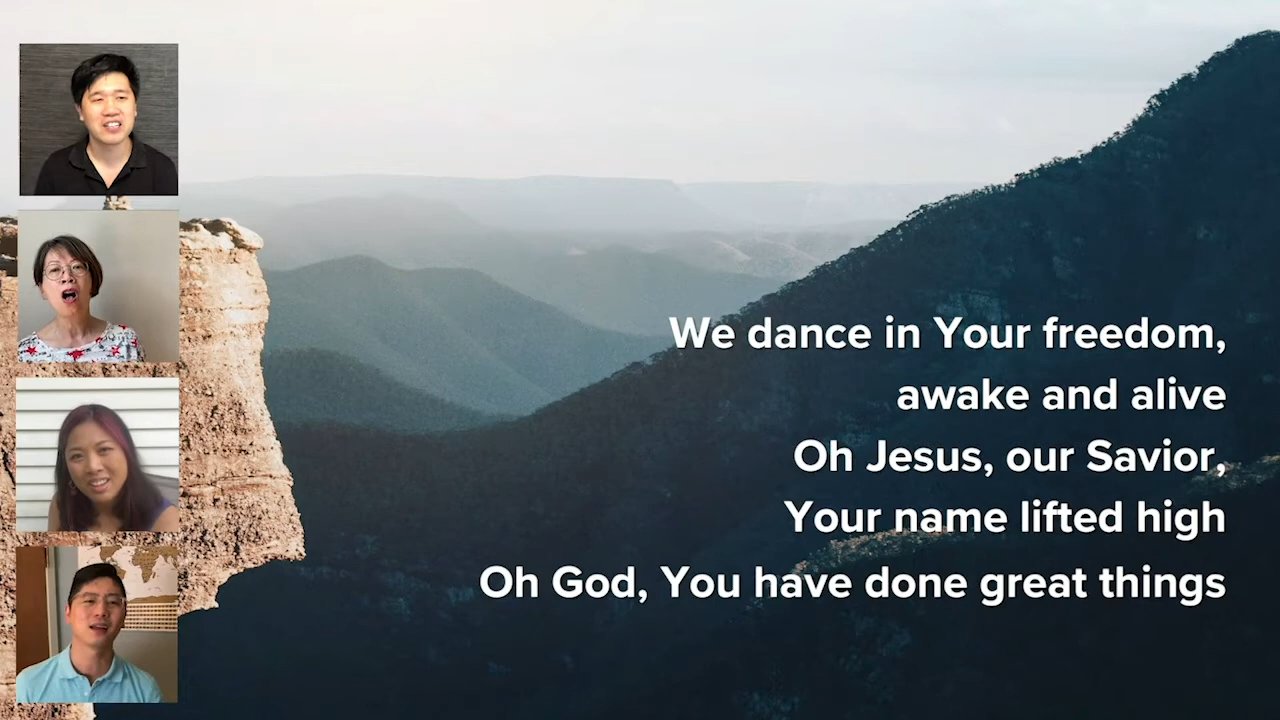 We dance in Your freedom,
awake and alive
Oh Jesus, our Savior,
Your name lifted high
Oh God, You have done great things